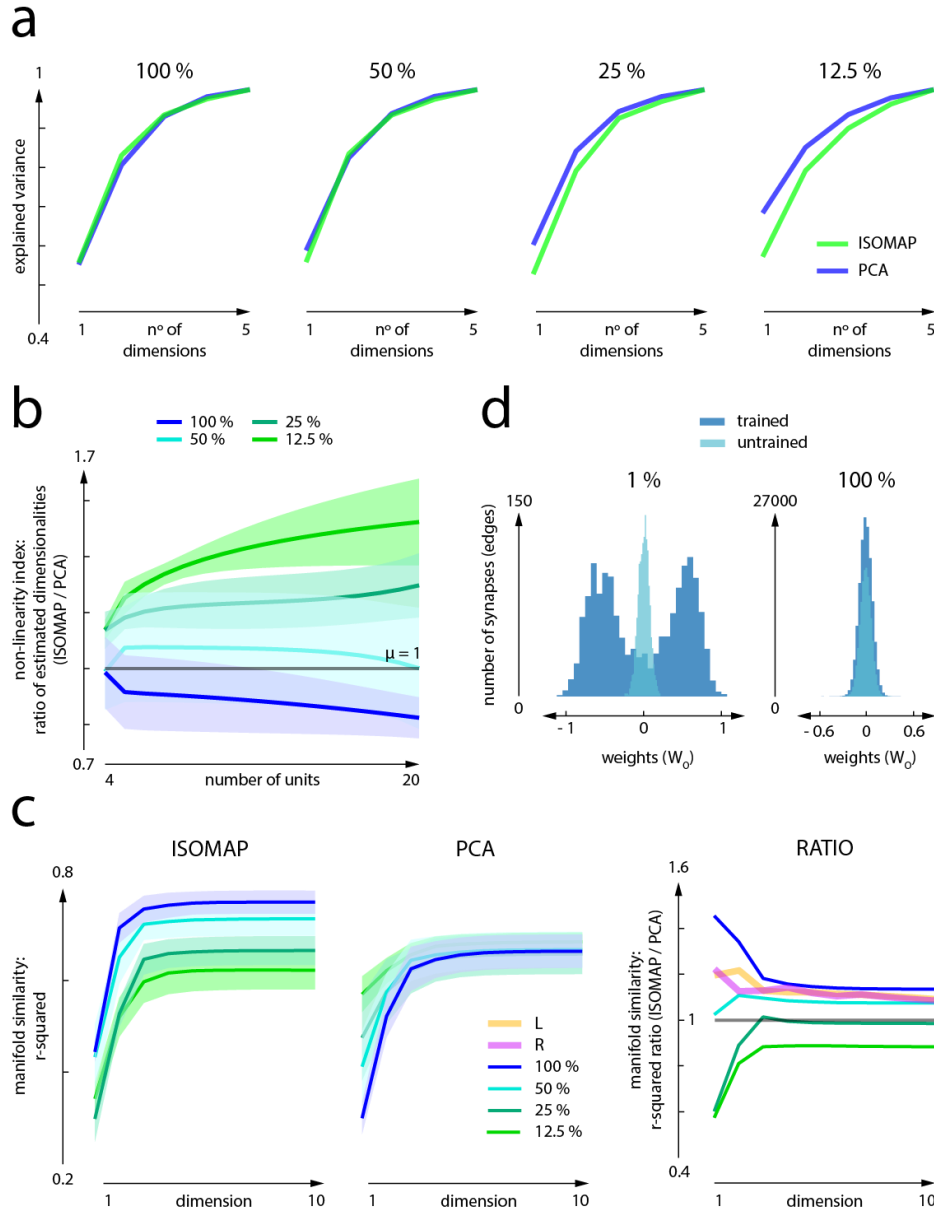 a
100 %
50 %
25 %
12.5 %
1
explained variance
0.4
ISOMAP
PCA
1
nº of
dimensions
5
1
nº of
dimensions
5
1
nº of
dimensions
5
1
nº of
dimensions
5
b
100 %
50 %
25 %
12.5 %
1.7
non-linearity index:
ratio of estimated dimensionalities
(ISOMAP / PCA)
μ = 1
0.7
4
number of units
20
d
trained
untrained
1 %
100 %
150
number of synapses (edges)
0
- 1
0
1
weights (W₀)
27000
0
- 0.6
0
0.6
weights (W₀)
c
ISOMAP
PCA
RATIO
0.8
manifold similarity:
r-squared
0.2
1
dimension
10
L
R
100 %
50 %
25 %
12.5 %
1
dimension
10
1.6
manifold similarity:
r-squared ratio (ISOMAP / PCA)
1
0.4
1
dimension
10